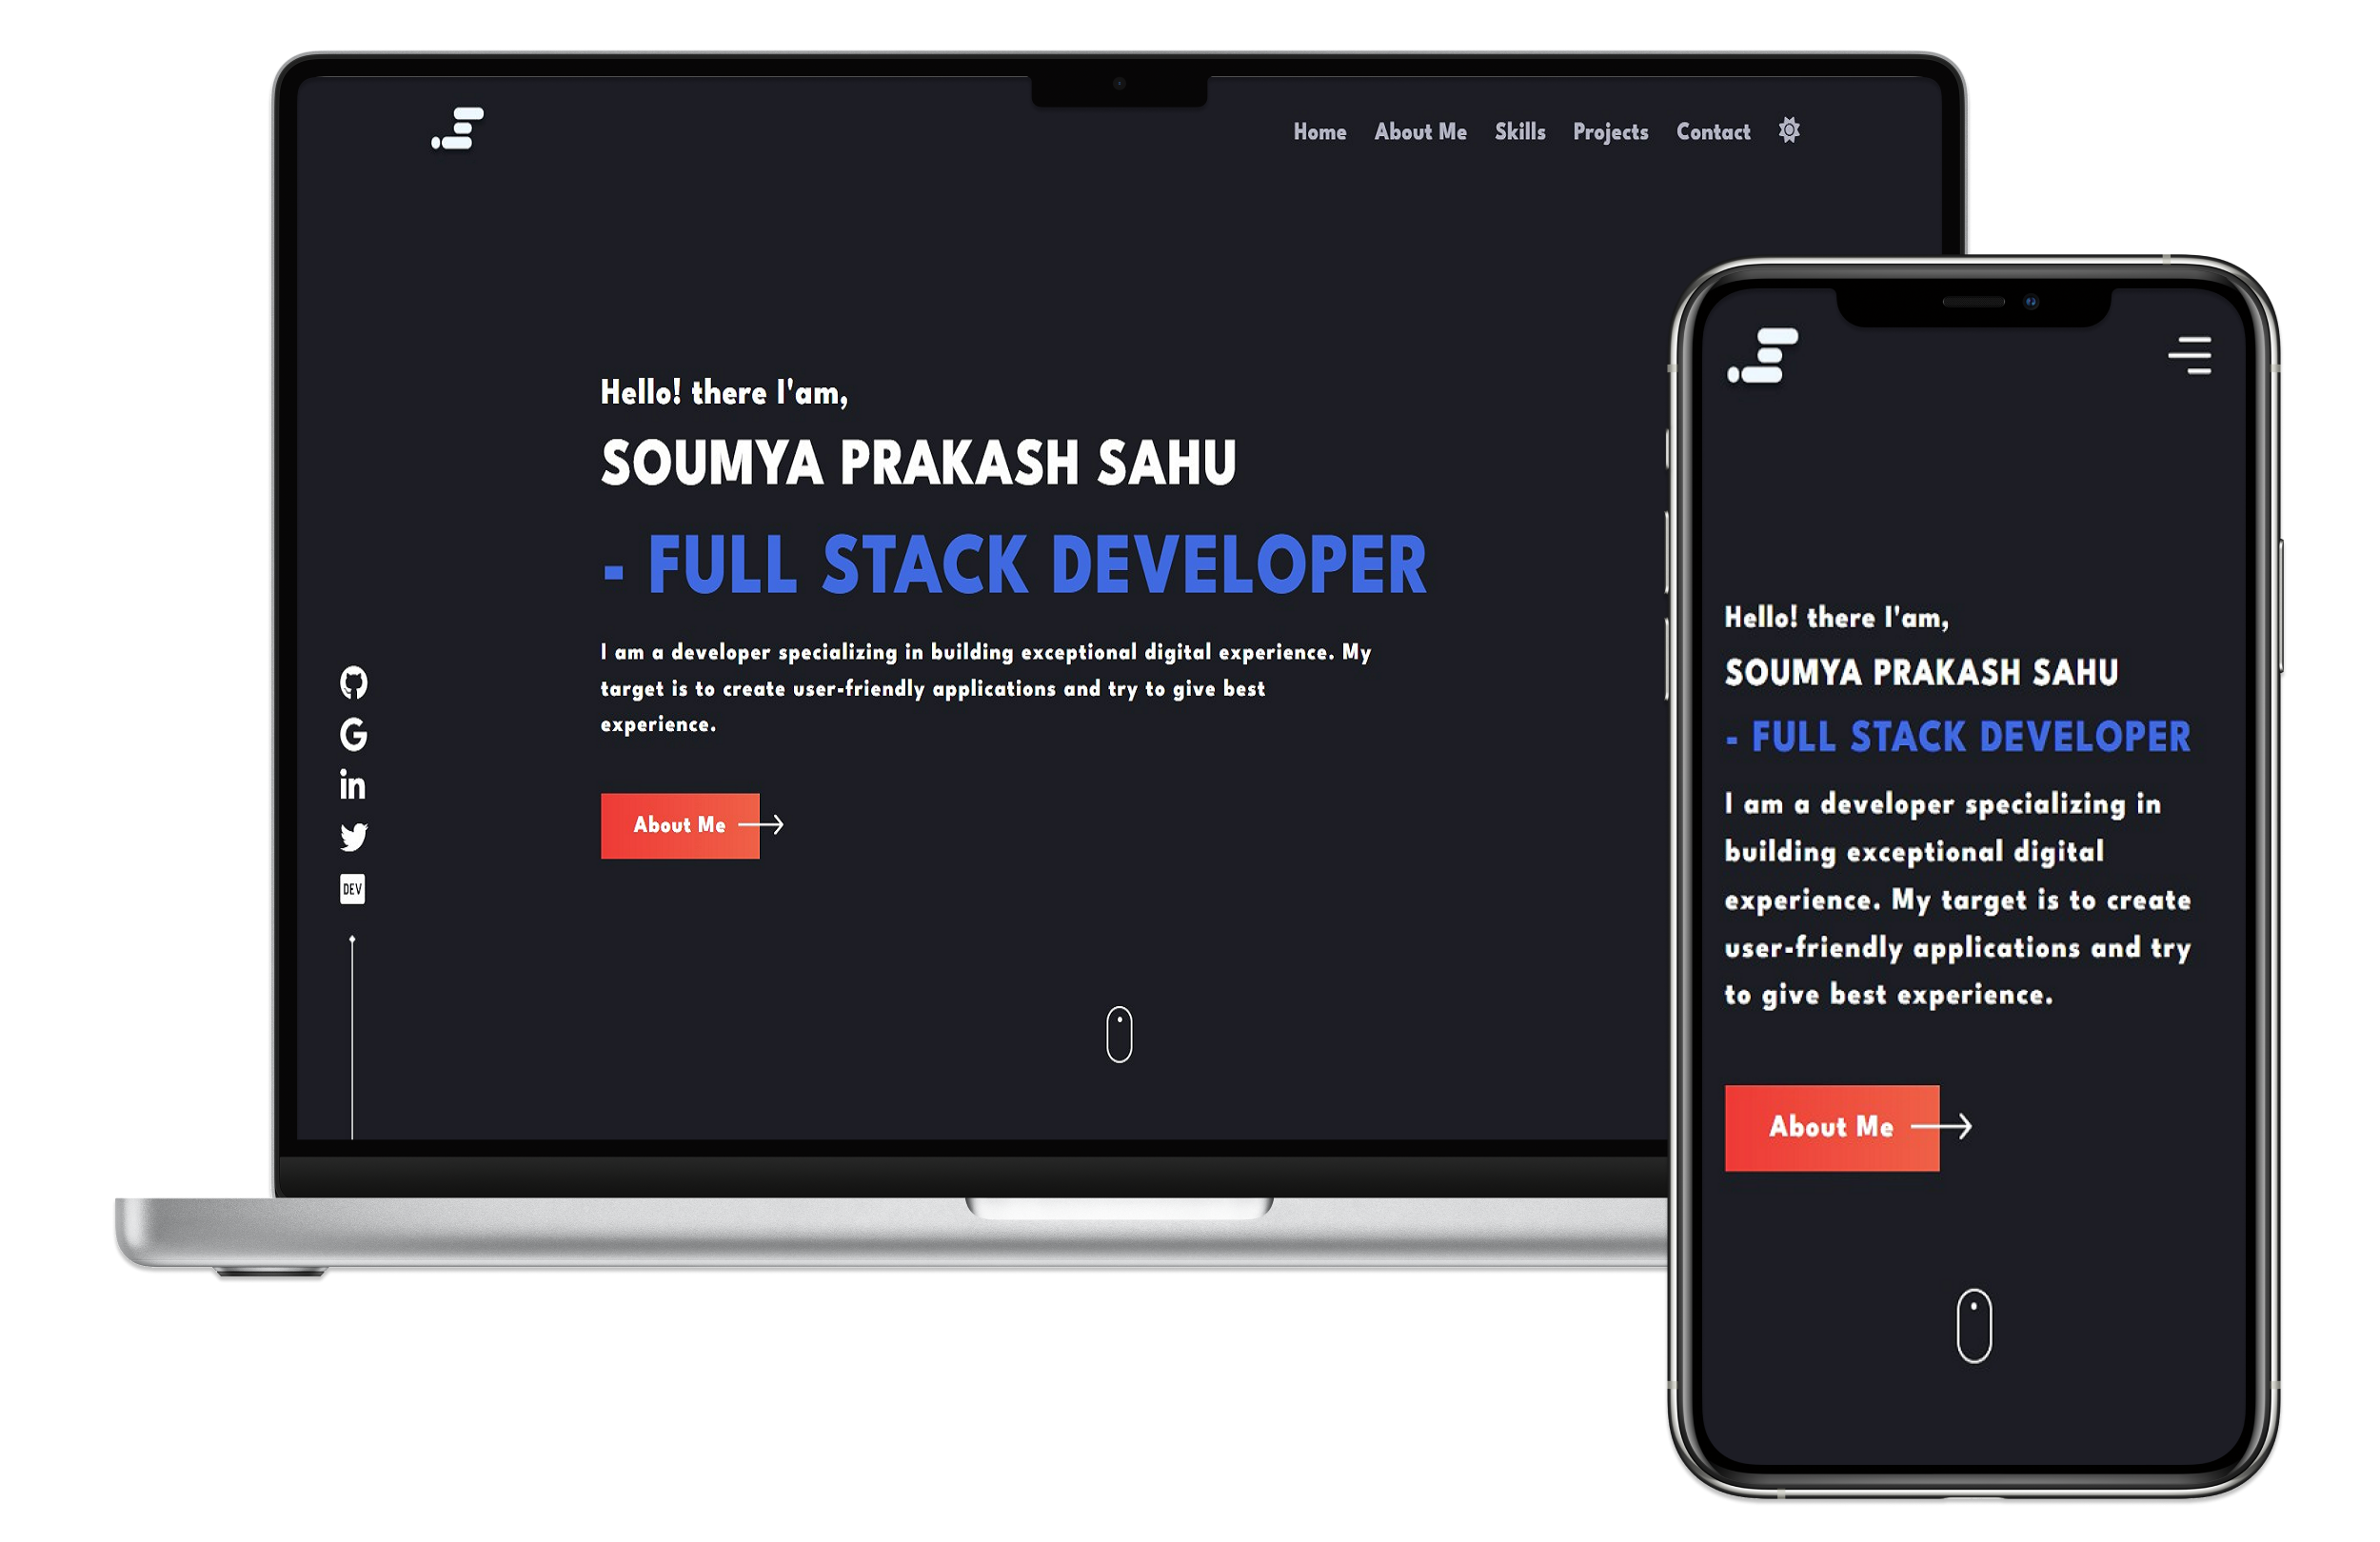 Home About Me Skills Projects Contact
Hello! there I'am,
SOUMYA PRAKASH SAHU
- FULL STACK DEVELOPER
I am a developer specializing in building exceptional digital experience. My
target is to create user-friendly applications and try to give best
experience.
About Me
DEV
Hello! there I'am,
SOUMYA PRAKASH SAHU
- FULL STACK DEVELOPER
I am a developer specializing in
building exceptional digital
experience. My target is to create
user-friendly applications and try
to give best experience.
About Me